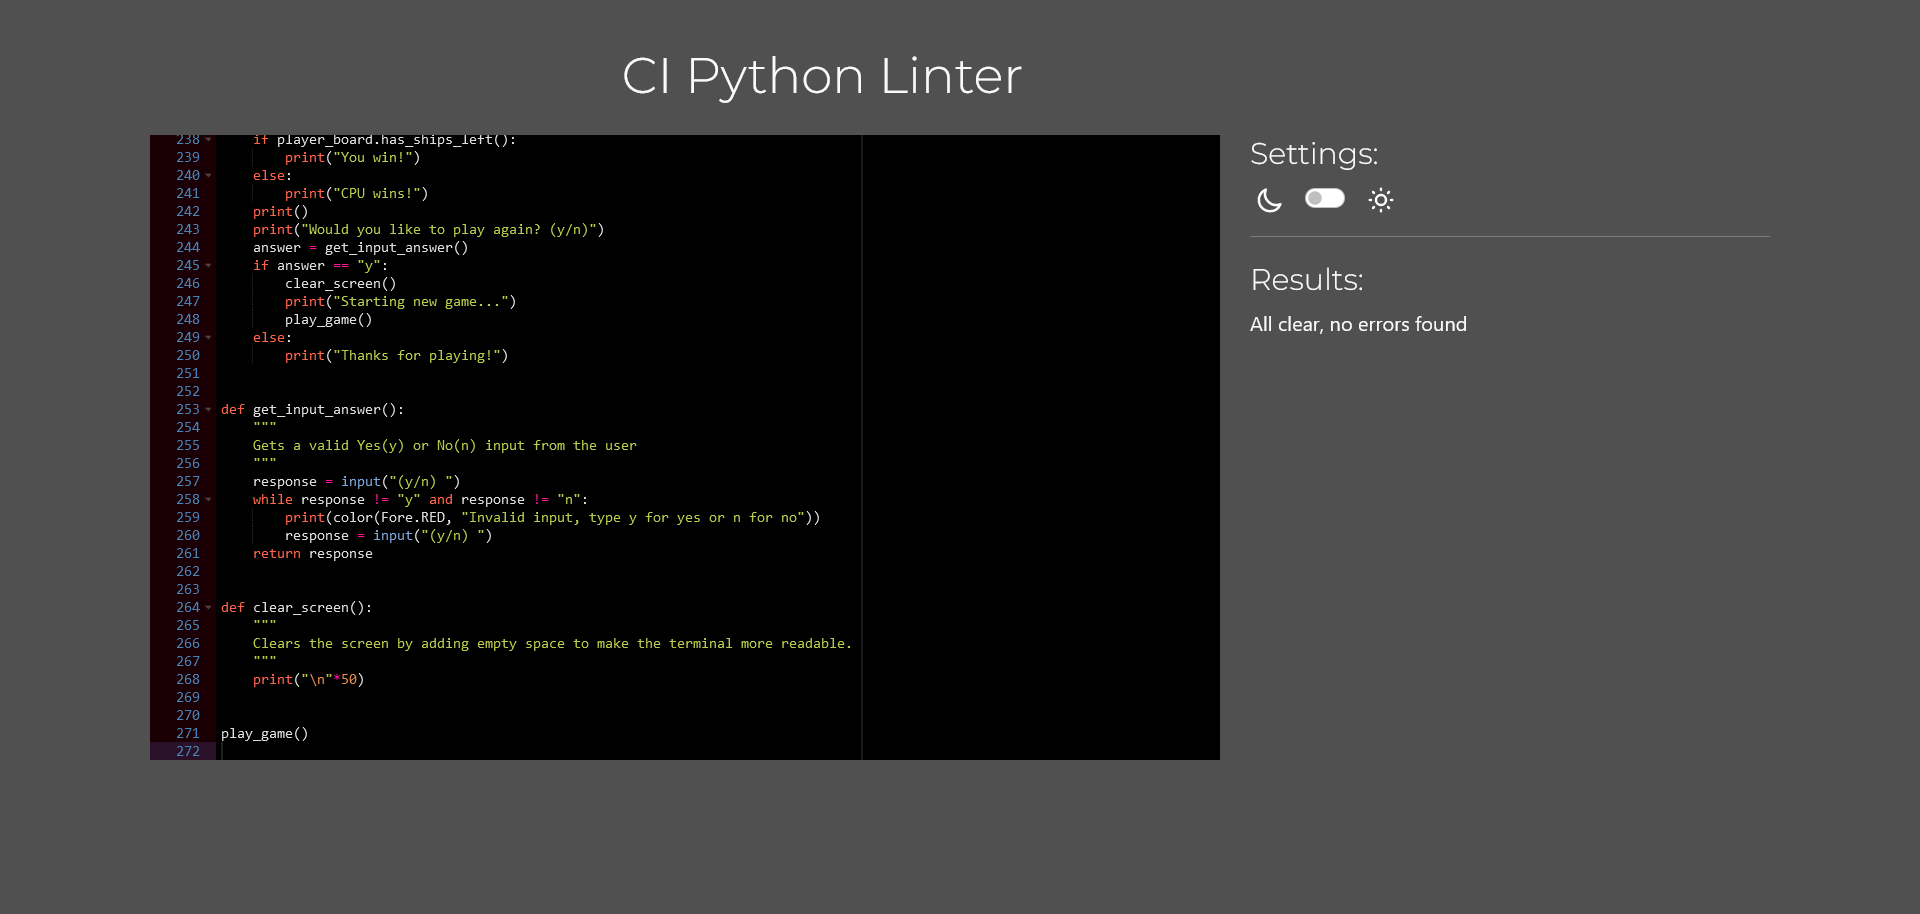 CI Python Linter
238 if player_board.has_ships_left():
239 print("You win!")
240 else:
241 print("CPU wins!")
242 print()
243 print("Would you like to play again? (y/n)")
244 answer = get_input_answer()
245 if answer == "y":
246 clear_screen()
247 print("Starting new game...")
248 play_game()
249 else:
250 print("Thanks for playing!")
251
252
253 def get_input_answer():
254 """
255 Gets a valid Yes(y) or No(n) input from the user
256 """
257 response = input("(y/n) ")
258 while response != "y" and response != "n":
259 print(color(Fore.RED, "Invalid input, type y for yes or n for no"))
260 response = input("(y/n) ")
261 return response
262
263
264 def clear_screen():
265 """
266 Clears the screen by adding empty space to make the terminal more readable.
267 """
268 print("\n"*50)
269
270
271 play_game()
272
Settings:
Results:
All clear, no errors found